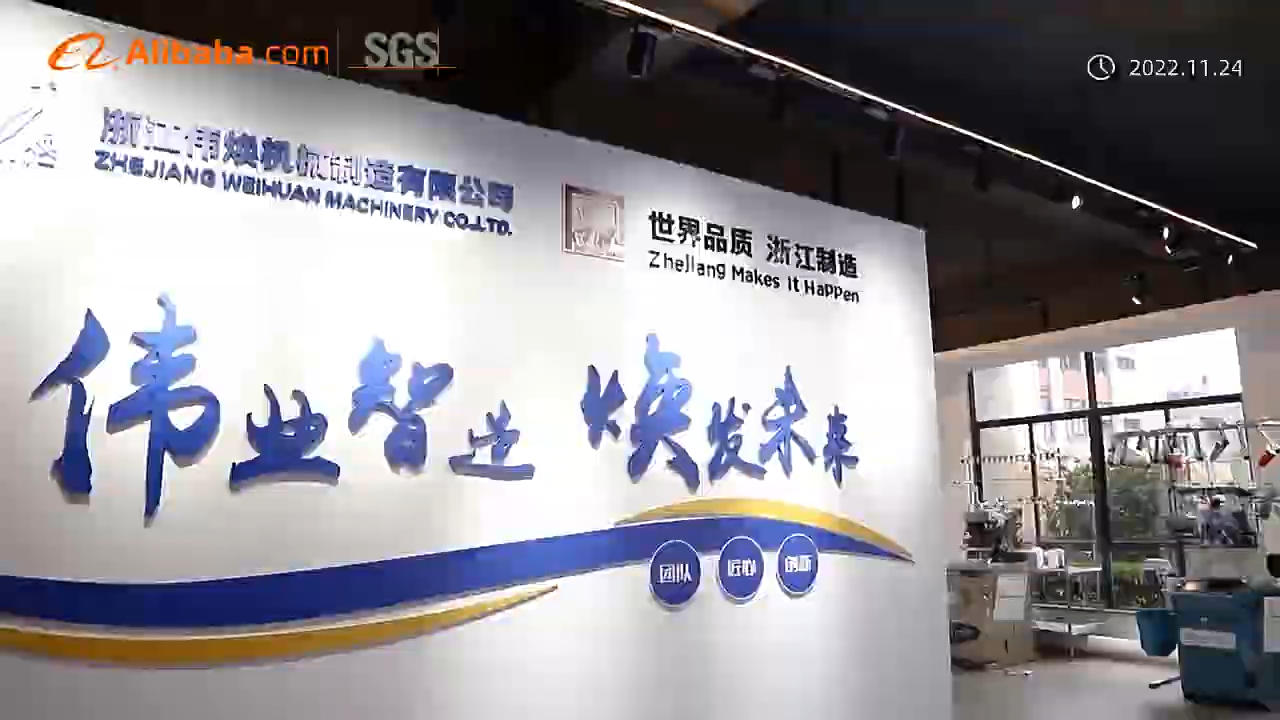 Alibaba.com
SGS
2022.11.24
浙江伟焕机械制造有限公司
ZHEJIANG WEIHUAN MACHINERY CO.,LTD.
世界品质 浙江制造
Zhejiang Makes It HaPPen
伟业智造 焕发未来
团队
匠心
创新